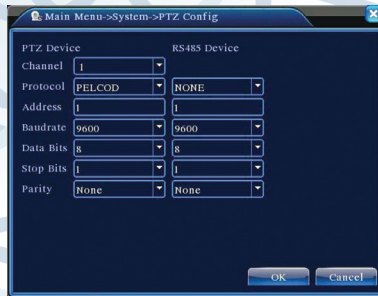 Main Menu->System->PTZ Config
PTZ Device RS485 Device
Channel 1
Protocol PELCOD NONE
Address 1 1
Baudrate 9600 9600
Data Bits 8 8
Stop Bits 1 1
Parity None None
OK Cancel